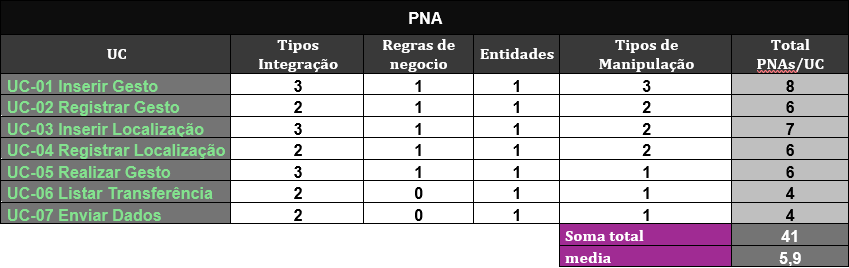 PNA
UC Tipos Integração Regras de negocio Entidades Tipos de Manipulação Total PNAs/UC
UC-01 Inserir Gesto 3 1 1 3 8
UC-02 Registrar Gesto 2 1 1 2 6
UC-03 Inserir Localização 3 1 1 2 7
UC-04 Registrar Localização 2 1 1 2 6
UC-05 Realizar Gesto 3 1 1 1 6
UC-06 Listar Transferência 2 0 1 1 4
UC-07 Enviar Dados 2 0 1 1 4
Soma total 41
media 5,9